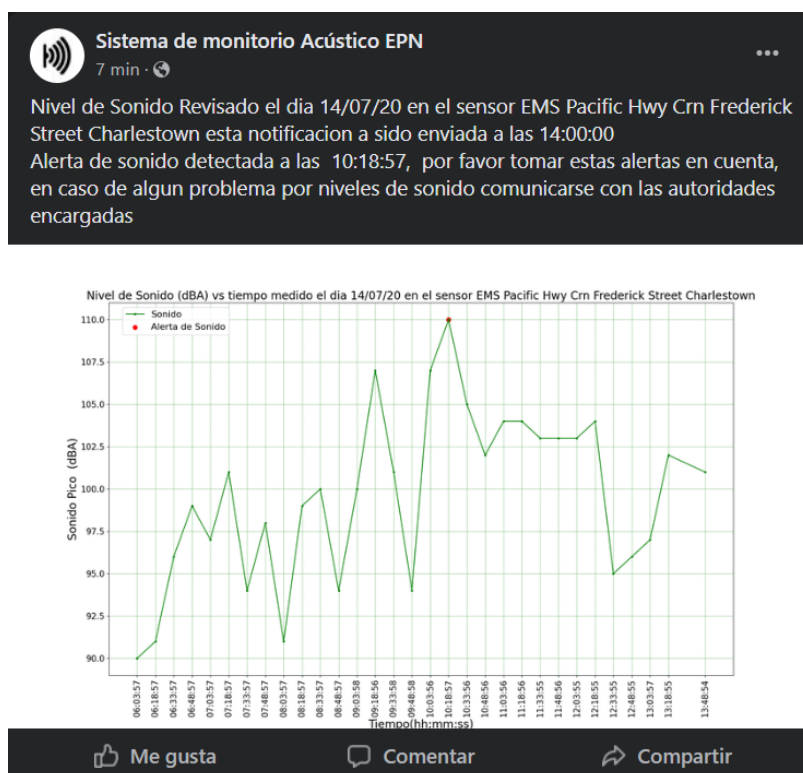 Sistema de monitorio Acústico EPN
7 min ·
Nivel de Sonido Revisado el dia 14/07/20 en el sensor EMS Pacific Hwy Crn Frederick
Street Charlestown esta notificacion a sido enviada a las 14:00:00
Alerta de sonido detectada a las 10:18:57, por favor tomar estas alertas en cuenta,
en caso de algun problema por niveles de sonido comunicarse con las autoridades
encargadas
Nivel de Sonido (dBA) vs tiempo medido el dia 14/07/20 en el sensor EMS Pacific Hwy Crn Frederick Street Charlestown
Sonido
Alerta de Sonido
110.0
107.5
105.0
102.5
100.0
97.5
95.0
92.5
90.0
Sonido Pico (dBA)
06:03:57
06:18:57
06:33:57
06:48:57
07:03:57
07:18:57
07:33:57
07:48:57
08:03:57
08:18:57
08:33:57
08:48:57
09:03:58
09:18:56
09:33:58
09:48:58
10:03:56
10:18:57
10:33:56
10:48:56
11:03:56
11:18:56
11:33:55
11:48:56
12:03:55
12:18:55
12:33:55
12:48:56
13:03:57
13:18:55
13:48:54
Tiempo(hh:mm:ss)
Me gusta
Comentar
Compartir